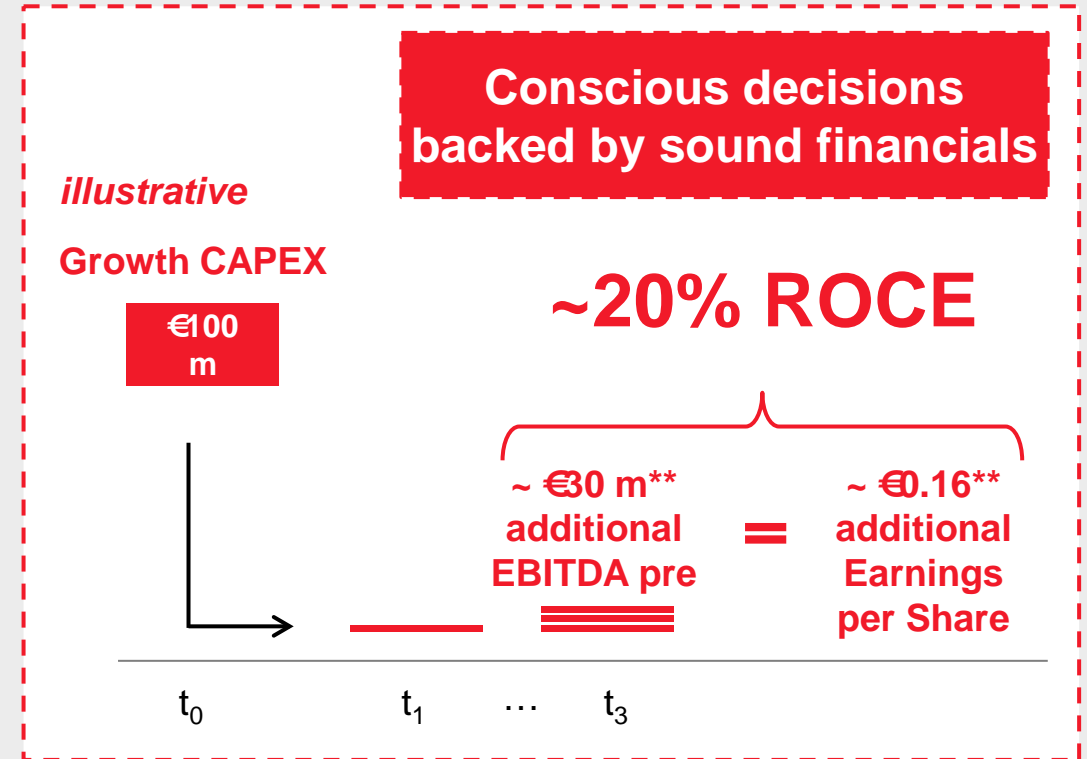 Conscious decisions
backed by sound financials
illustrative
Growth CAPEX
€100
m
~20% ROCE
~ €30 m**
additional
EBITDA pre
=
~ €0.16**
additional
Earnings
per Share
t₀
t₁
...
t₃